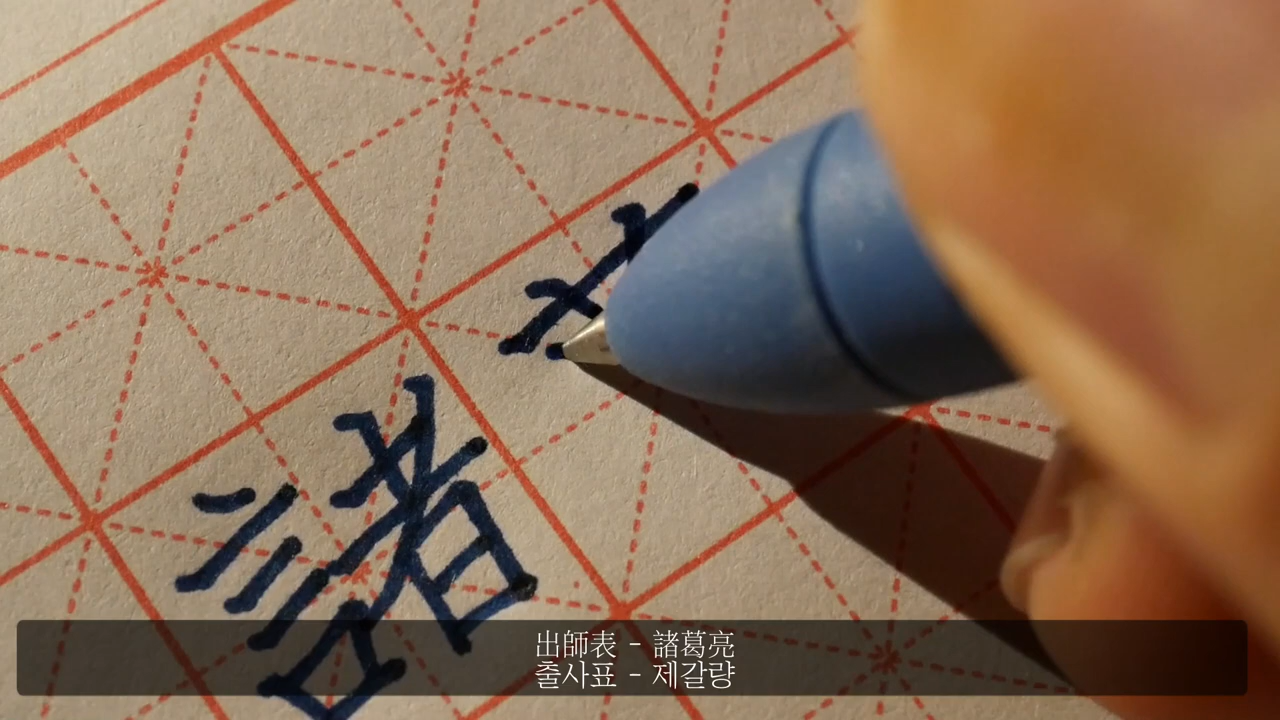 諸
出師表 - 諸葛亮
출사표 - 제갈량